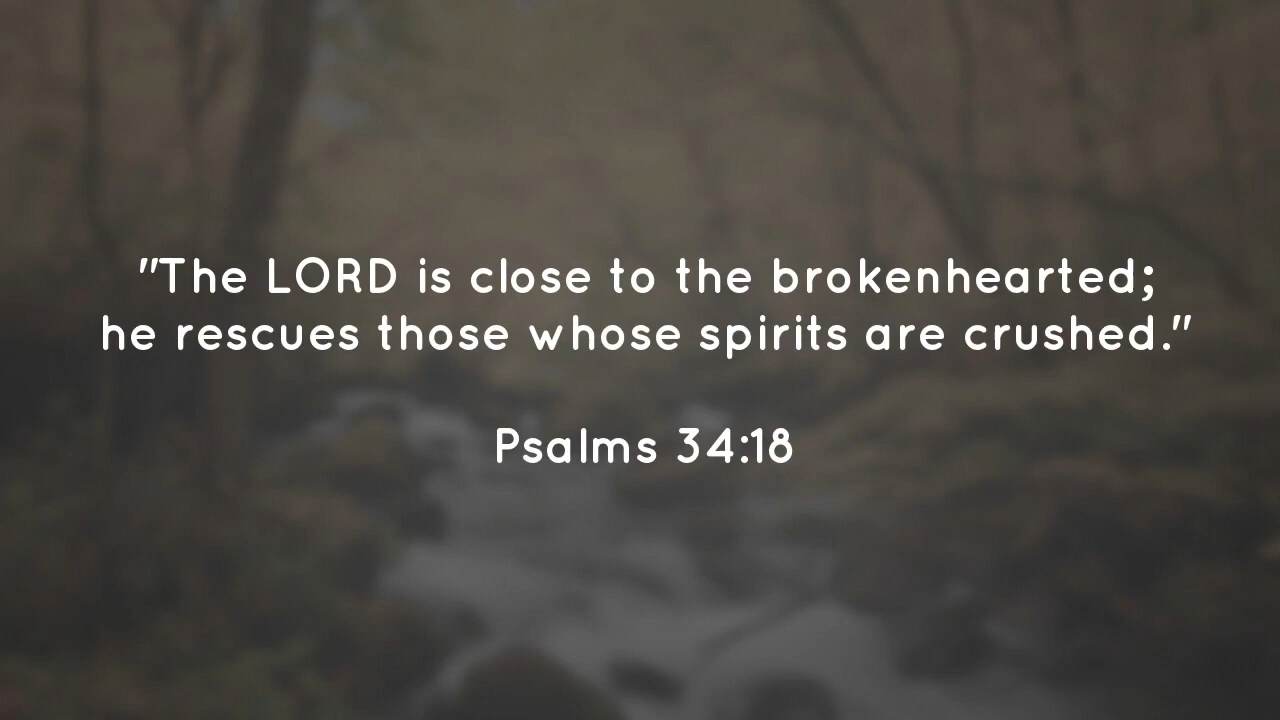 "The LORD is close to the brokenhearted;
he rescues those whose spirits are crushed."
Psalms 34:18